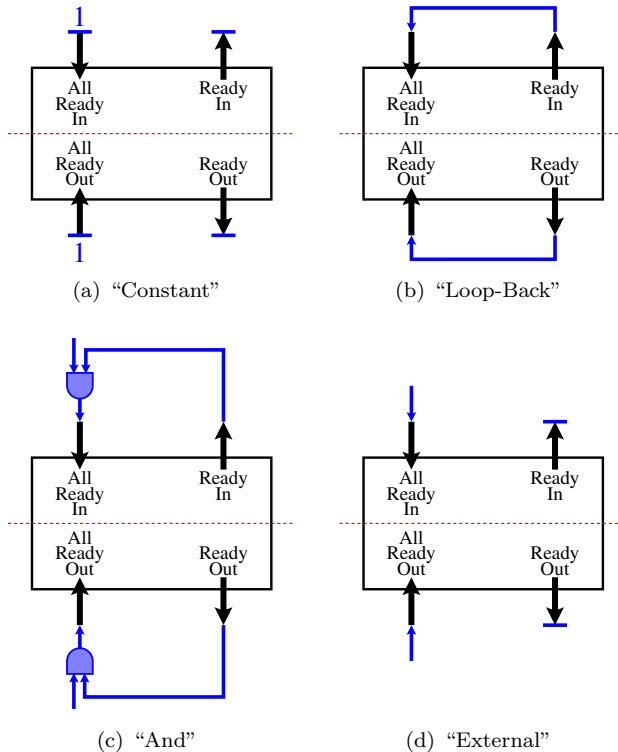 1
All
Ready
In
Ready
In
All
Ready
Out
Ready
Out
1
(a) “Constant”
All
Ready
In
Ready
In
All
Ready
Out
Ready
Out
(b) “Loop-Back”
All
Ready
In
Ready
In
All
Ready
Out
Ready
Out
(c) “And”
All
Ready
In
Ready
In
All
Ready
Out
Ready
Out
(d) “External”